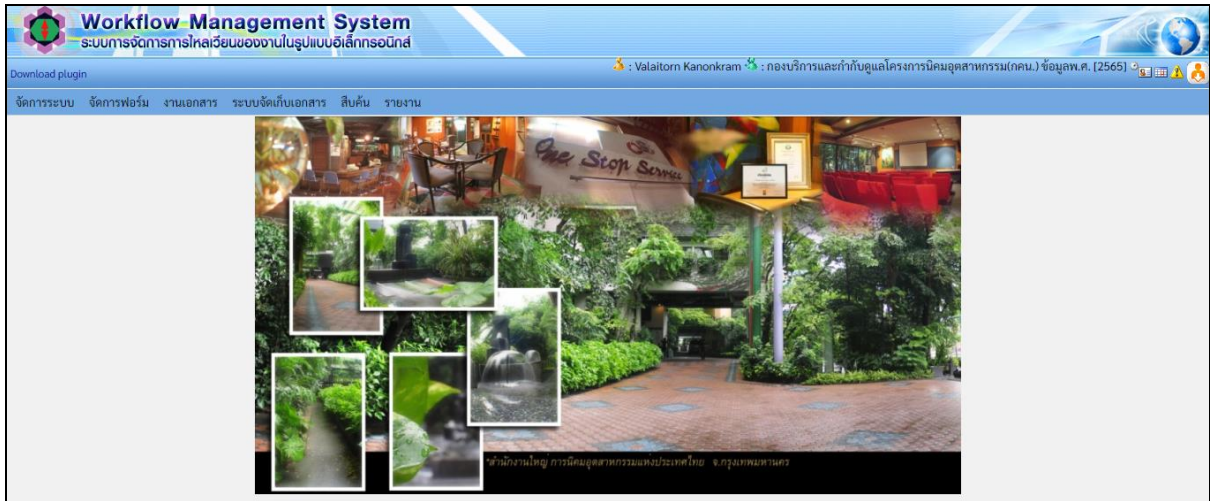 Workflow Management System
ระบบการจัดการการไหลเวียนของงานในรูปแบบอิเล็กทรอนิกส์
Download plugin
: Valaitorn Kanonkram : กองบริการและกำกับดูแลโครงการนิคมอุตสาหกรรม(กคน.) ข้อมูลพ.ศ. [2565]
จัดการระบบ จัดการฟอร์ม งานเอกสาร ระบบจัดเก็บเอกสาร สืบค้น รายงาน
One Stop Service
*สำนักงานใหญ่ การนิคมอุตสาหกรรมแห่งประเทศไทย จ.กรุงเทพมหานคร